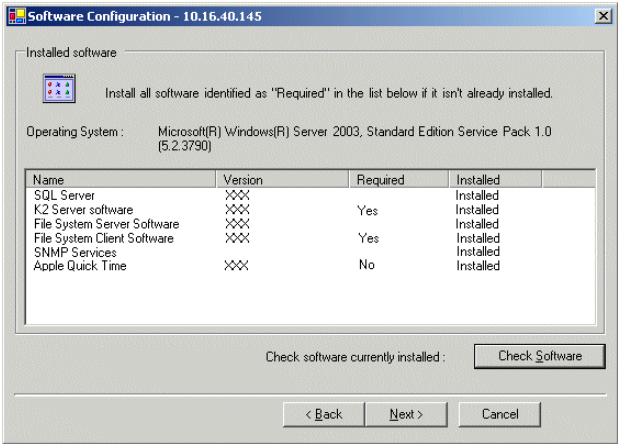 Software Configuration - 10.16.40.145
Installed software
Install all software identified as "Required" in the list below if it isn't already installed.
Operating System : Microsoft(R) Windows(R) Server 2003, Standard Edition Service Pack 1.0
(5.2.3790)
Name Version Required Installed
SQL Server XXX Installed
K2 Server software XXX Yes Installed
File System Server Software XXX Installed
File System Client Software XXX Yes Installed
SNMP Services Installed
Apple Quick Time XXX No Installed
Check software currently installed : Check Software
< Back Next > Cancel